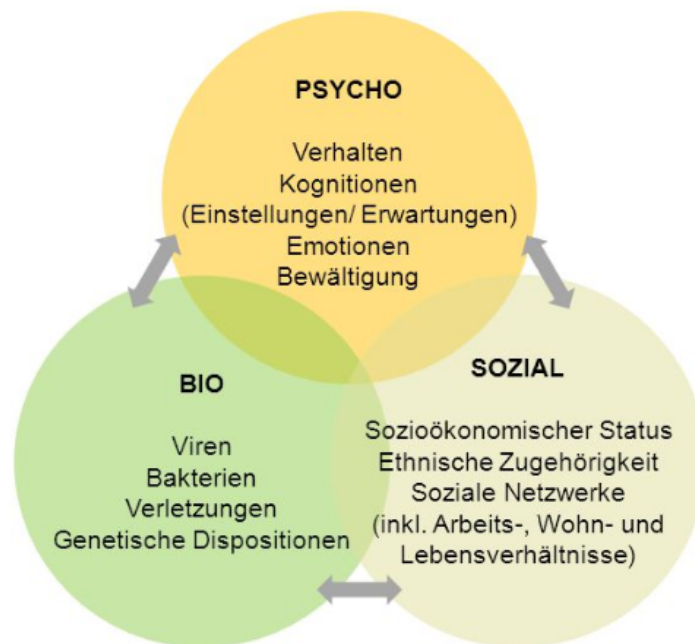 PSYCHO
Verhalten
Kognitionen
(Einstellungen/ Erwartungen)
Emotionen
Bewältigung
BIO
Viren
Bakterien
Verletzungen
Genetische Dispositionen
SOZIAL
Sozioökonomischer Status
Ethnische Zugehörigkeit
Soziale Netzwerke
(inkl. Arbeits-, Wohn- und
Lebensverhältnisse)